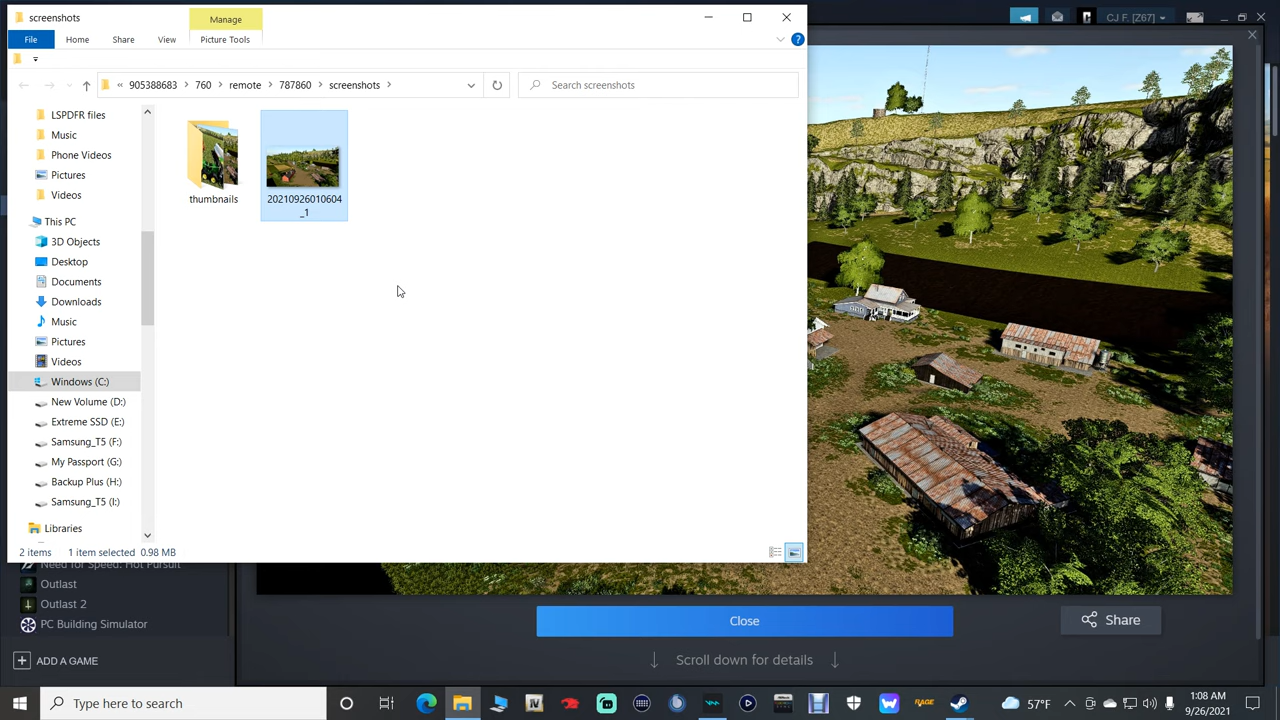 screenshots
Manage
CJ F. [Z67]
File
Home
Share
View
Picture Tools
«
905388683
760
remote
787860
screenshots
Search screenshots
LSPDFR files
Music
Phone Videos
Pictures
Videos
This PC
3D Objects
Desktop
Documents
Downloads
Music
Pictures
Videos
Windows (C:)
New Volume (D:)
Extreme SSD (E:)
Samsung_T5 (F:)
My Passport (G:)
Backup Plus (H:)
Samsung_T5 (I:)
Libraries
thumbnails
20210926010604
_1
2 items
1 item selected 0.98 MB
Need for Speed: Hot Pursuit
Outlast
Outlast 2
PC Building Simulator
ADD A GAME
Close
Share
Scroll down for details
Type here to search
IV
RAGE
57°F
1:08 AM
9/26/2021